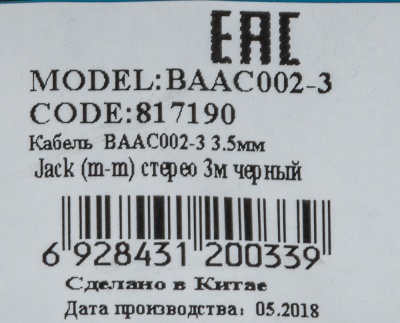 EAC
MODEL:BAAC002-3
CODE:817190
Кабель BAAC002-3 3.5мм
Jack (m-m) стерео 3м черный
6 928431 200339
Сделано в Китае
Дата производства: 05.2018